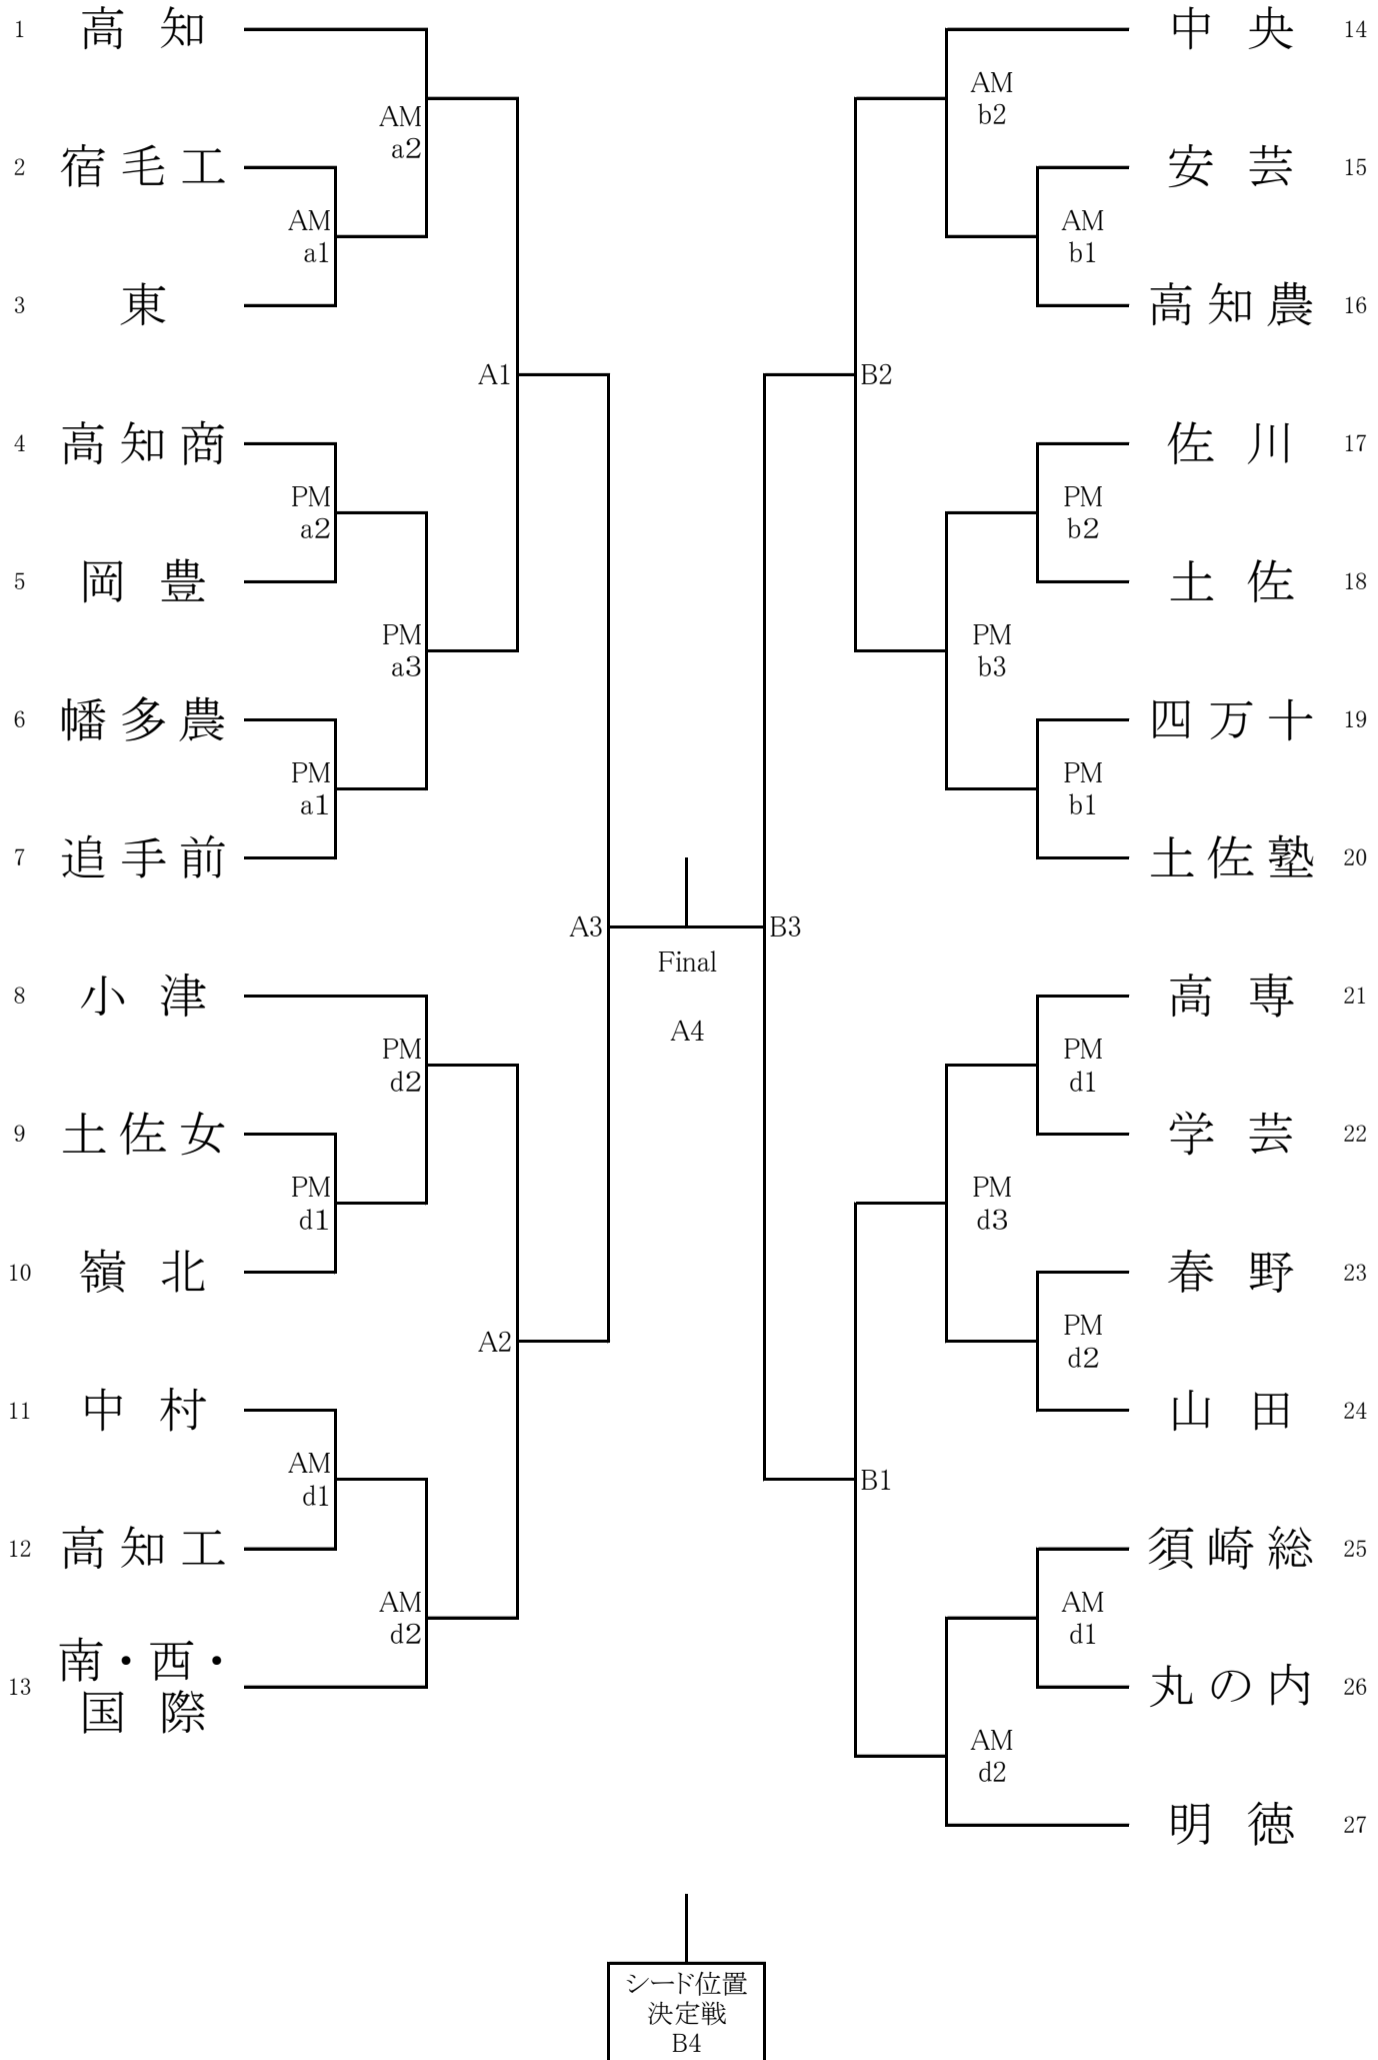 1 高知
AM
a2
2 宿毛工
AM
a1
3 東
A1
4 高知商
PM
a2
5 岡豊
PM
a3
6 幡多農
PM
a1
7 追手前
A3
8 小津
PM
d2
9 土佐女
PM
d1
10 嶺北
A2
11 中村
AM
d1
12 高知工
AM
d2
13 南・西・
国際
Final
A4
中央 14
AM
b2
安芸 15
AM
b1
高知農 16
B2
佐川 17
PM
b2
土佐 18
PM
b3
四万十 19
PM
b1
土佐塾 20
B3
高専 21
PM
d1
学芸 22
PM
d3
春野 23
PM
d2
山田 24
B1
須崎総 25
AM
d1
丸の内 26
AM
d2
明徳 27
シード位置
決定戦
B4